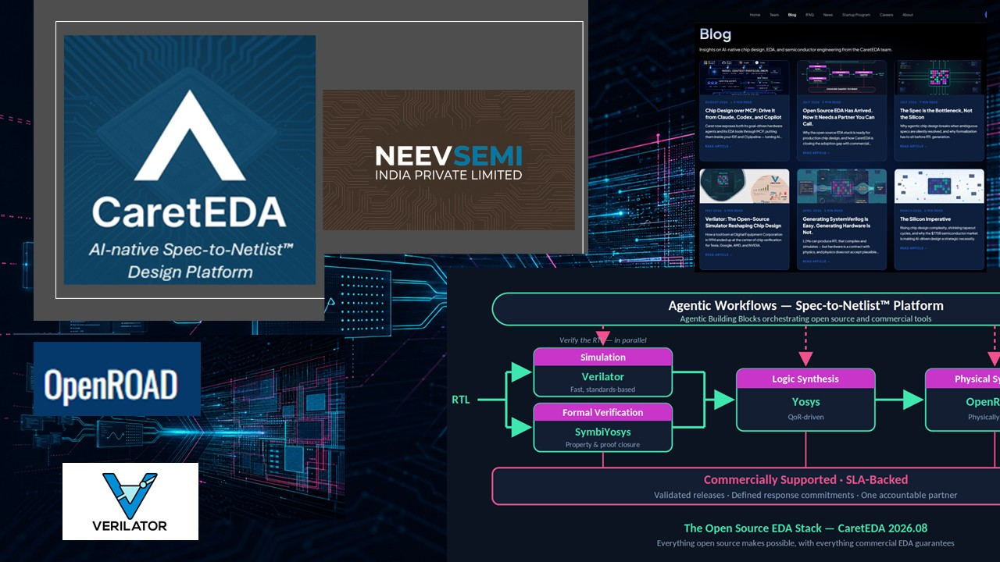 CaretEDA
AI-native Spec-to-Netlist™
Design Platform
NEEVSEMI
INDIA PRIVATE LIMITED
Home Team Blog FAQ News Startup Program Careers About
Blog
Insights on AI-native chip design, EDA, and semiconductor engineering from the CaretEDA team.
Chip Design over MCP: Drive It
from Claude, Codex, and Copilot
Caret now exposes both its goal-driven hardware
agents and its EDA tools through MCP, putting
them inside your IDE and CI pipeline — turning AI...
READ ARTICLE
Open Source EDA Has Arrived.
Now It Needs a Partner You Can
Call.
Why the open source EDA stack is ready for
production chip design, and how CaretEDA is
closing the adoption gap with commercial...
READ ARTICLE
The Spec Is the Bottleneck, Not
the Silicon
Why agentic chip design breaks when ambiguous
specs are silently resolved, and why formalization
has to sit before RTL generation.
READ ARTICLE
Verilator: The Open-Source
Simulator Reshaping Chip Design
How a tool born at Digital Equipment Corporation
in 1994 ended up at the center of chip verification
for Tesla, Google, AMD, and NVIDIA.
READ ARTICLE
Generating SystemVerilog Is
Easy. Generating Hardware Is
Not.
LLMs can produce RTL that compiles and
simulates — but hardware is a contract with
physics, and physics does not accept plausible...
READ ARTICLE
The Silicon Imperative
Rising chip design complexity, shrinking tapeout
cycles, and why the $775B semiconductor market
is making AI-driven design a strategic necessity.
READ ARTICLE
Agentic Workflows — Spec-to-Netlist™ Platform
Agentic Building Blocks orchestrating open source and commercial tools
Verify the RTL — in parallel
Simulation
Verilator
Fast, standards-based
RTL
Formal Verification
SymbiYosys
Property & proof closure
Logic Synthesis
Yosys
QoR-driven
Physical Sy
OpenR
Physically
Commercially Supported · SLA-Backed
Validated releases · Defined response commitments · One accountable partner
The Open Source EDA Stack — CaretEDA 2026.08
Everything open source makes possible, with everything commercial EDA guarantees
OpenROAD
VERILATOR